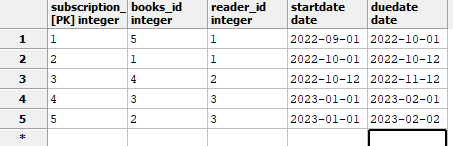 subscription_ books_id reader_id startdate duedate
[PK] integer integer integer date date
1 1 5 1 2022-09-01 2022-10-01
2 2 1 1 2022-10-01 2022-10-12
3 3 4 2 2022-10-12 2022-11-12
4 4 3 3 2023-01-01 2023-02-01
5 5 2 3 2023-01-01 2023-02-02
*